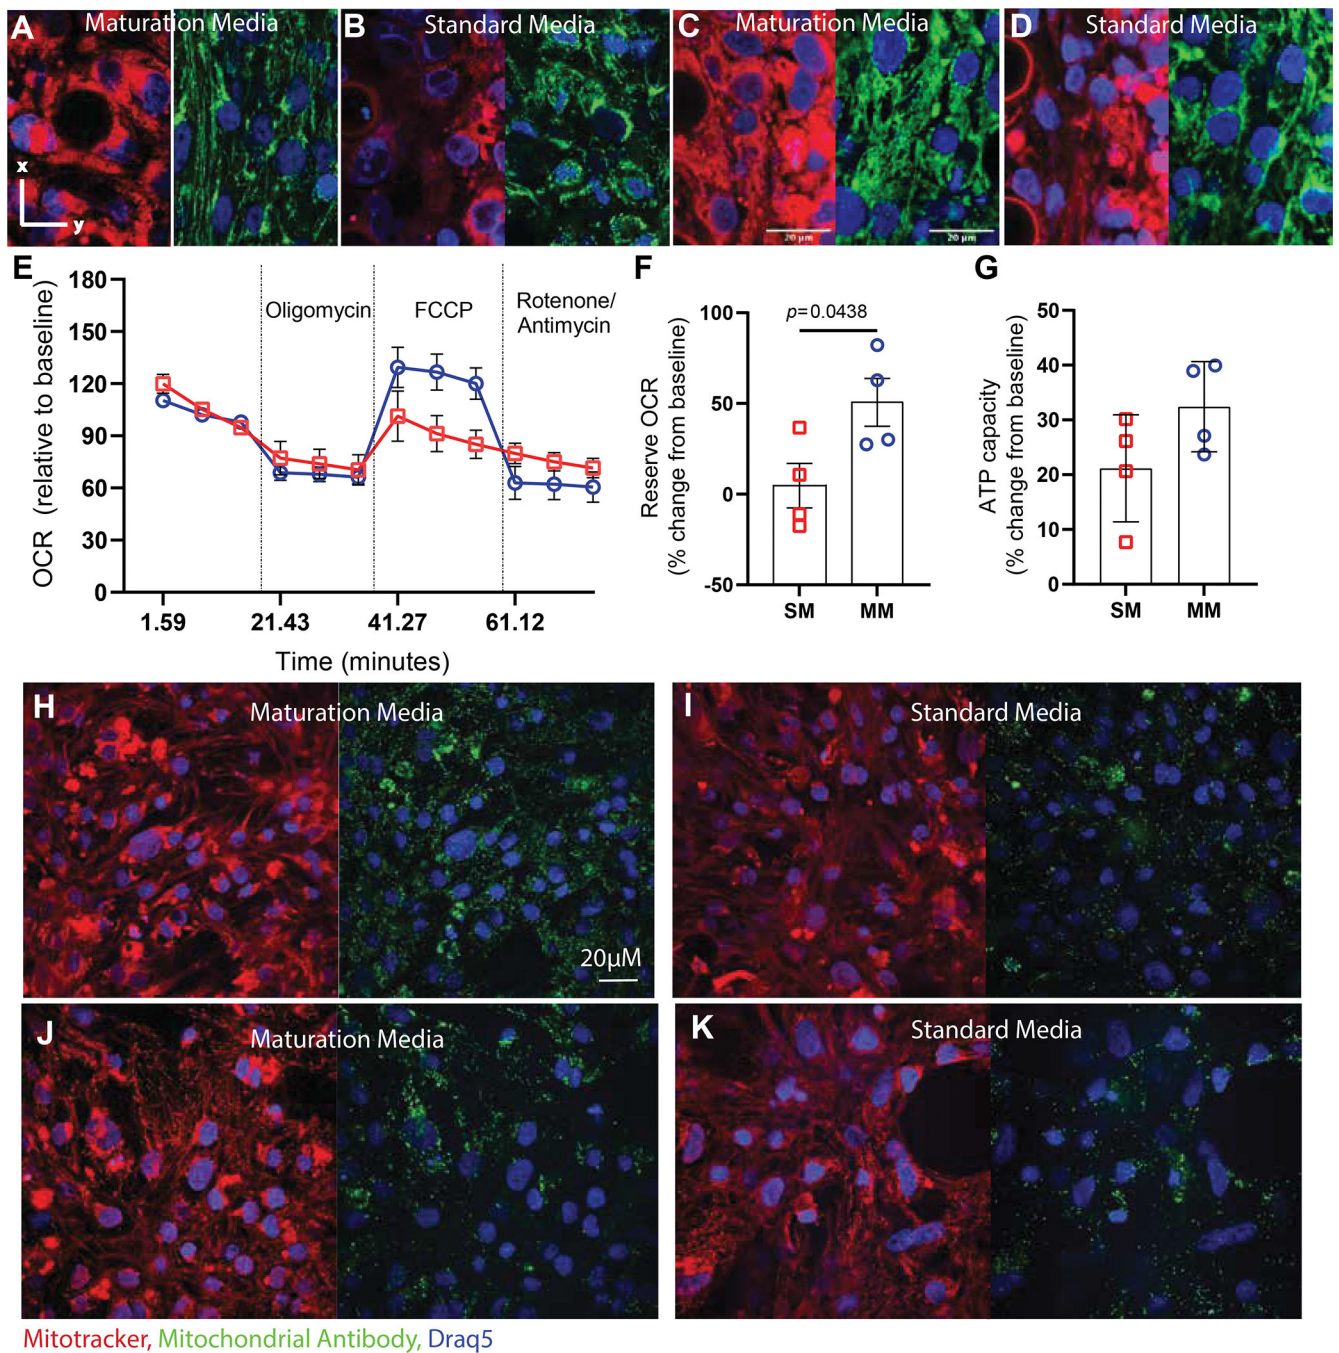 A Maturation Media
B Standard Media
C Maturation Media
D Standard Media
x
y
20 µm
20 µm
E
180
150
120
90
60
30
0
OCR (relative to baseline)
Oligomycin
FCCP
Rotenone/
Antimycin
1.59 21.43 41.27 61.12
Time (minutes)
F
Reserve OCR
(% change from baseline)
100
50
0
-50
p=0.0438
SM MM
G
ATP capacity
(% change from baseline)
50
40
30
20
10
0
SM MM
H Maturation Media
20µM
I Standard Media
J Maturation Media
K Standard Media
Mitotracker, Mitochondrial Antibody, Draq5